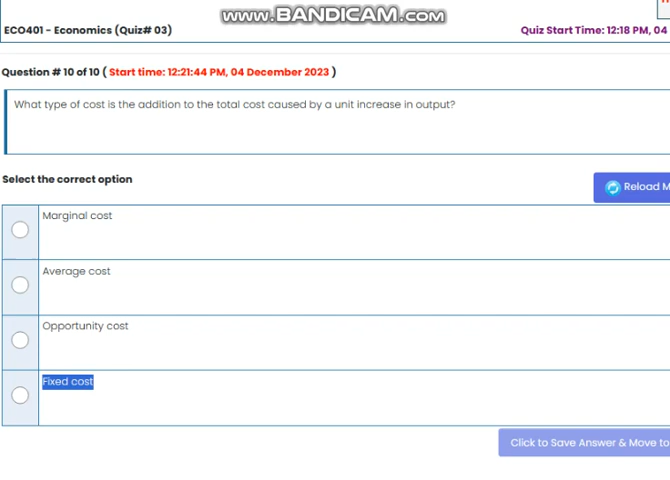 www.BANDICAM.com
ECO401 - Economics (Quiz# 03)
Quiz Start Time: 12:18 PM, 04
Question # 10 of 10 ( Start time: 12:21:44 PM, 04 December 2023 )
What type of cost is the addition to the total cost caused by a unit increase in output?
Select the correct option
Reload M
Marginal cost
Average cost
Opportunity cost
Fixed cost
Click to Save Answer & Move to